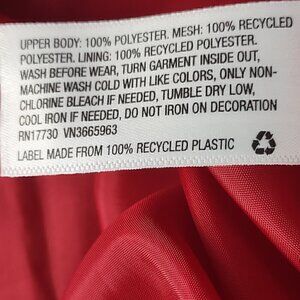 UPPER BODY: 100% POLYESTER. MESH: 100% RECYCLED
POLYESTER. LINING: 100% RECYCLED POLYESTER.
WASH BEFORE WEAR, TURN GARMENT INSIDE OUT,
MACHINE WASH COLD WITH LIKE COLORS, ONLY NON-
CHLORINE BLEACH IF NEEDED, TUMBLE DRY LOW,
COOL IRON IF NEEDED, DO NOT IRON ON DECORATION
RN17730 VN3665963
LABEL MADE FROM 100% RECYCLED PLASTIC